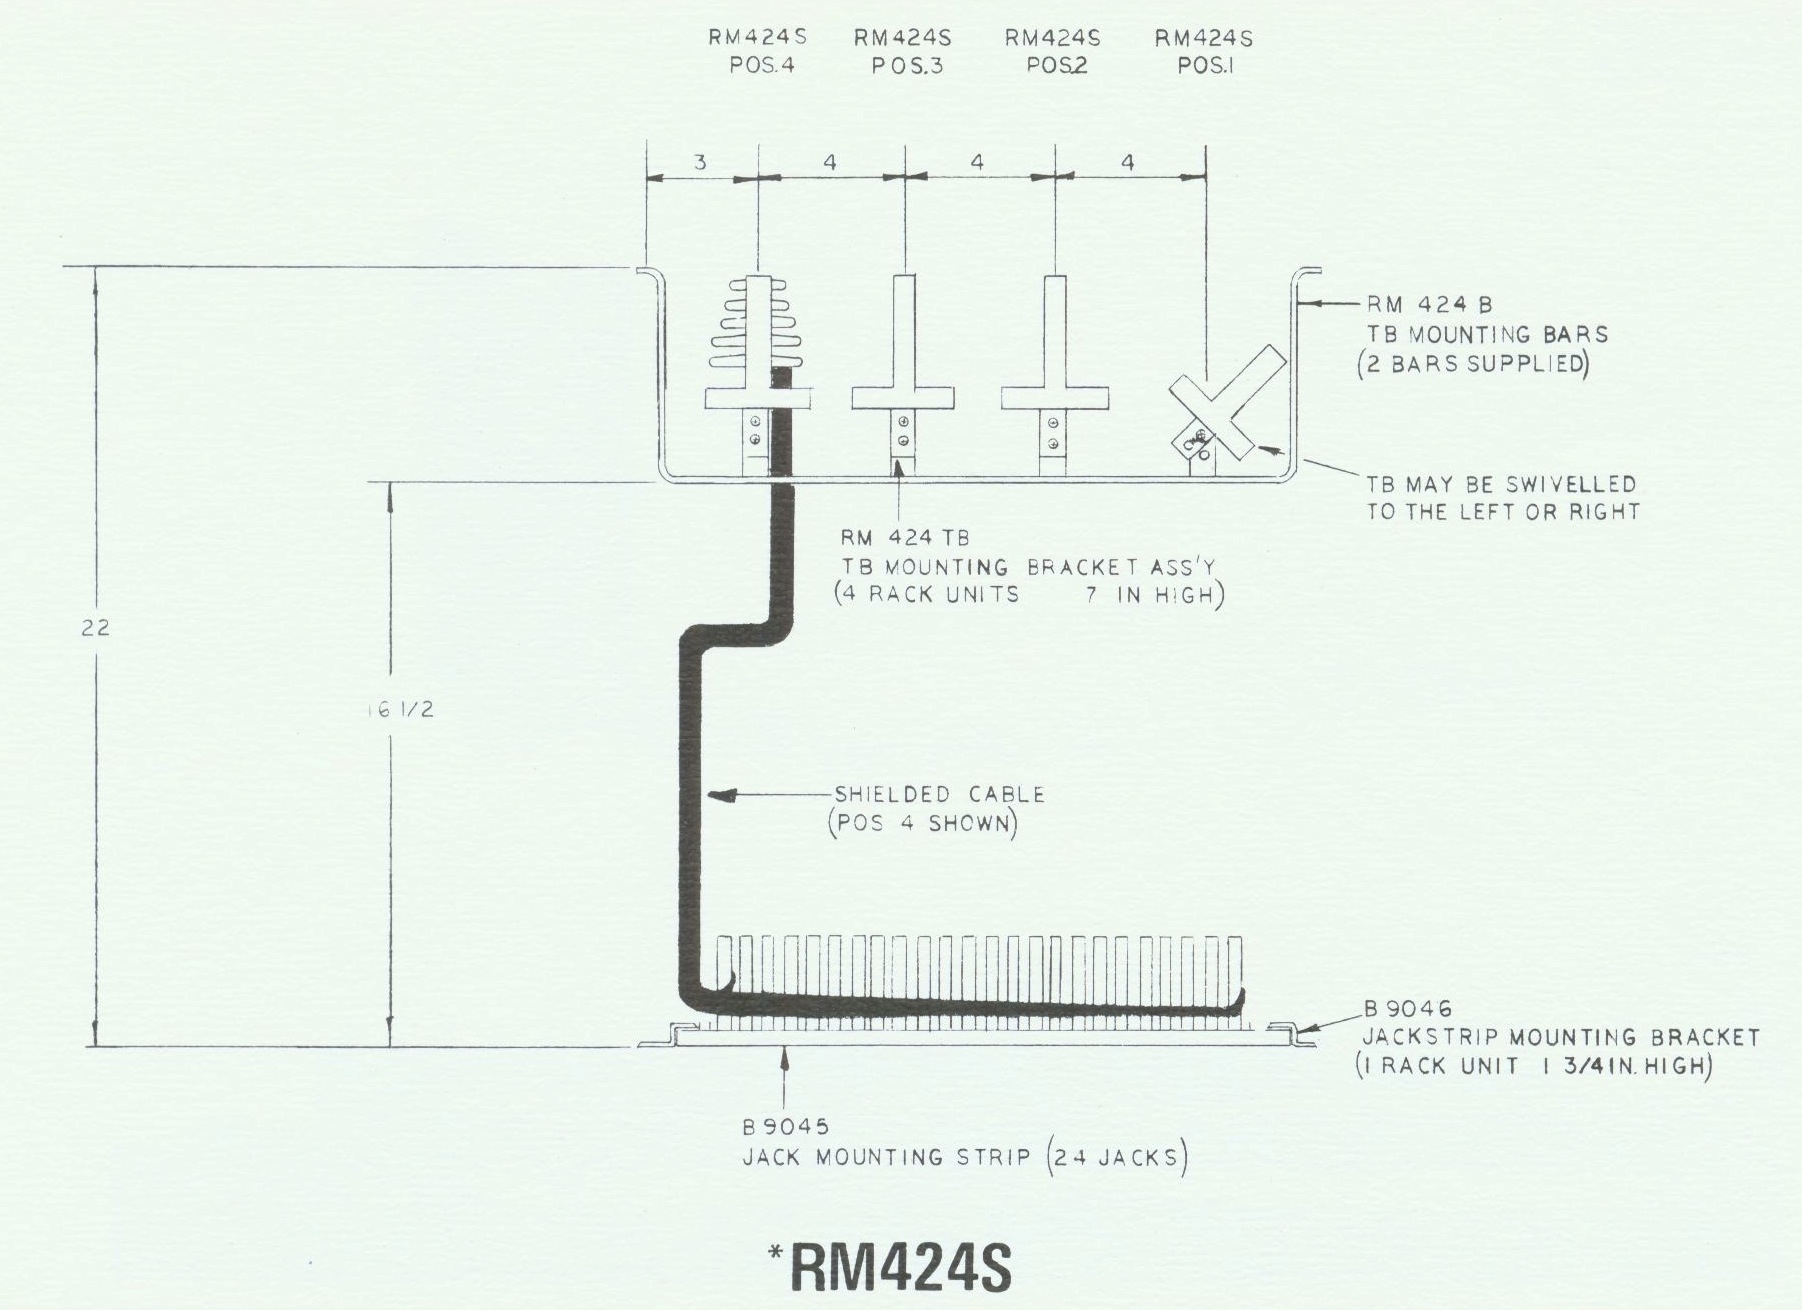 RM424S RM424S RM424S RM424S
POS.4 POS.3 POS.2 POS.1
3 4 4 4
RM 424 B
TB MOUNTING BARS
(2 BARS SUPPLIED)
TB MAY BE SWIVELLED
TO THE LEFT OR RIGHT
RM 424 TB
TB MOUNTING BRACKET ASS'Y
(4 RACK UNITS 7 IN HIGH)
22
16 1/2
SHIELDED CABLE
(POS 4 SHOWN)
B 9046
JACKSTRIP MOUNTING BRACKET
(1 RACK UNIT 1 3/4 IN. HIGH)
B 9045
JACK MOUNTING STRIP (24 JACKS)
*RM424S